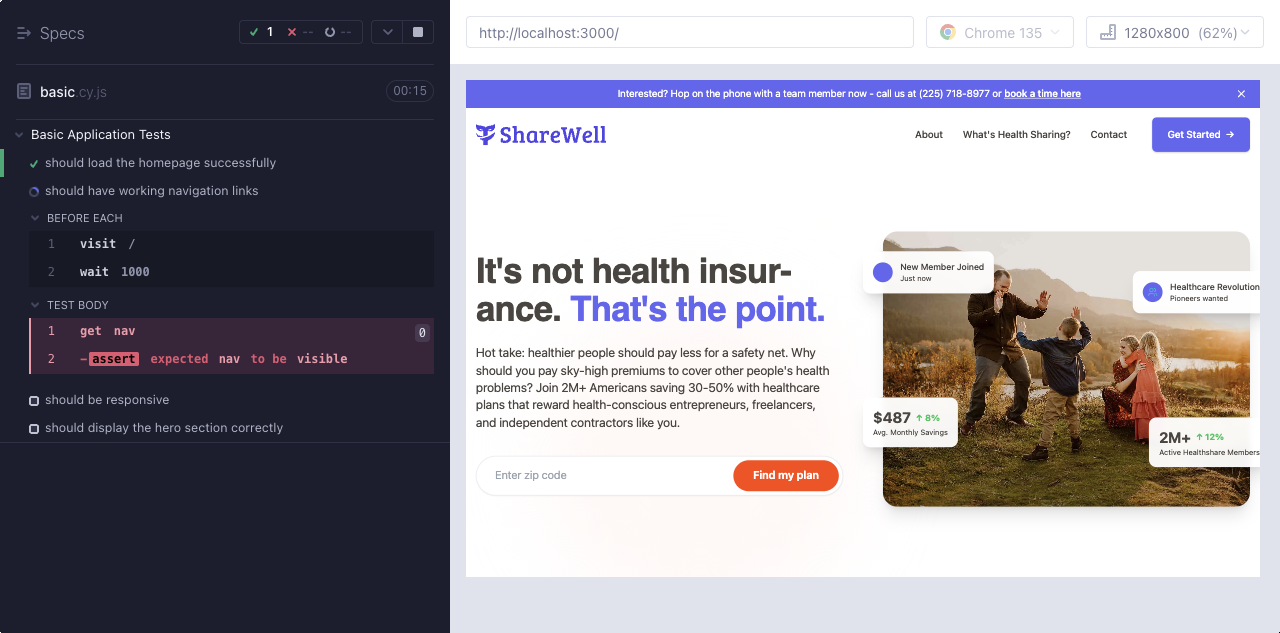 Specs
1
--
--
basic.cy.js
00:15
Basic Application Tests
should load the homepage successfully
should have working navigation links
BEFORE EACH
1 visit /
2 wait 1000
TEST BODY
1 get nav 0
2 -assert expected nav to be visible
should be responsive
should display the hero section correctly
http://localhost:3000/
Chrome 135
1280x800 (62%)
Interested? Hop on the phone with a team member now - call us at (225) 718-8977 or book a time here
ShareWell
About
What's Health Sharing?
Contact
Get Started →
It's not health insur-
ance. That's the point.
Hot take: healthier people should pay less for a safety net. Why
should you pay sky-high premiums to cover other people's health
problems? Join 2M+ Americans saving 30-50% with healthcare
plans that reward health-conscious entrepreneurs, freelancers,
and independent contractors like you.
Enter zip code
Find my plan
New Member Joined
Just now
Healthcare Revolution
Pioneers wanted
$487 ↑ 8%
Avg. Monthly Savings
2M+ ↑ 12%
Active Healthshare Members